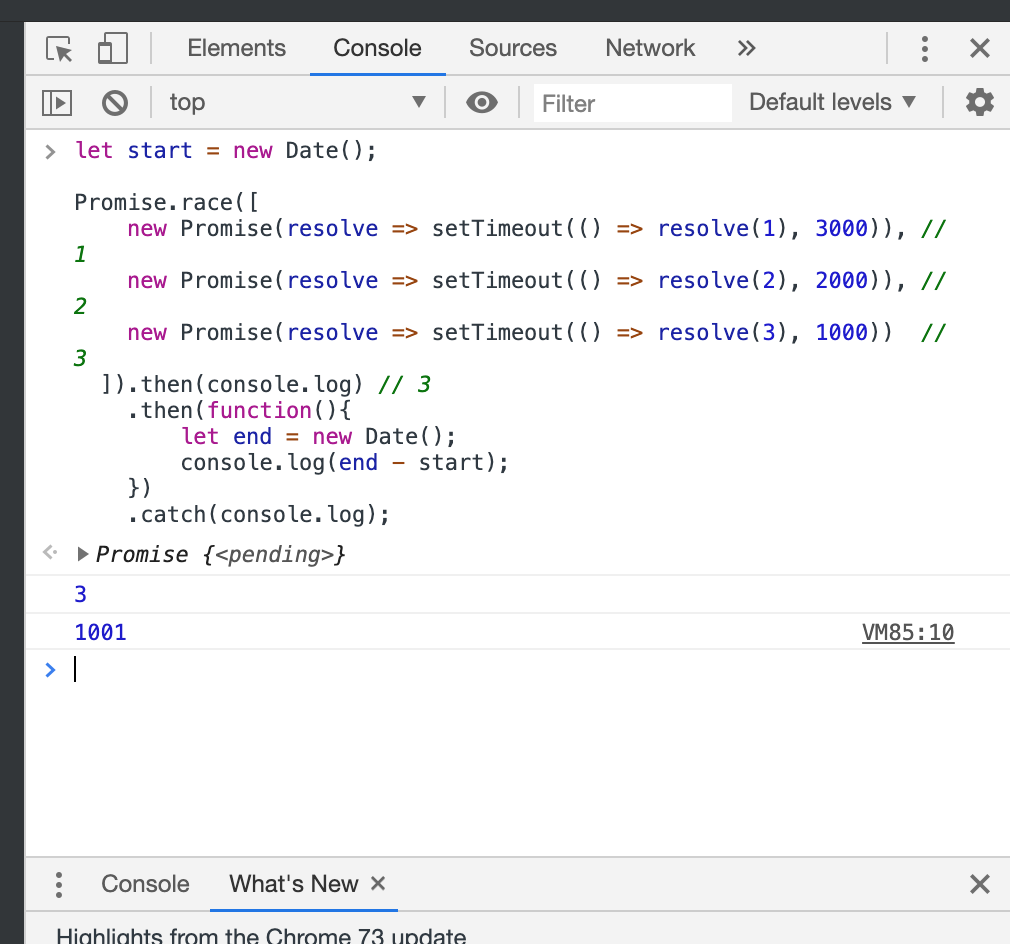 Elements Console Sources Network
top Filter Default levels
let start = new Date();
Promise.race([
new Promise(resolve => setTimeout(() => resolve(1), 3000)), //
1
new Promise(resolve => setTimeout(() => resolve(2), 2000)), //
2
new Promise(resolve => setTimeout(() => resolve(3), 1000))  //
3
]).then(console.log) // 3
.then(function(){
let end = new Date();
console.log(end - start);
})
.catch(console.log);
Promise {<pending>}
3
1001 VM85:10
Console What's New
Highlights from the Chrome 73 update